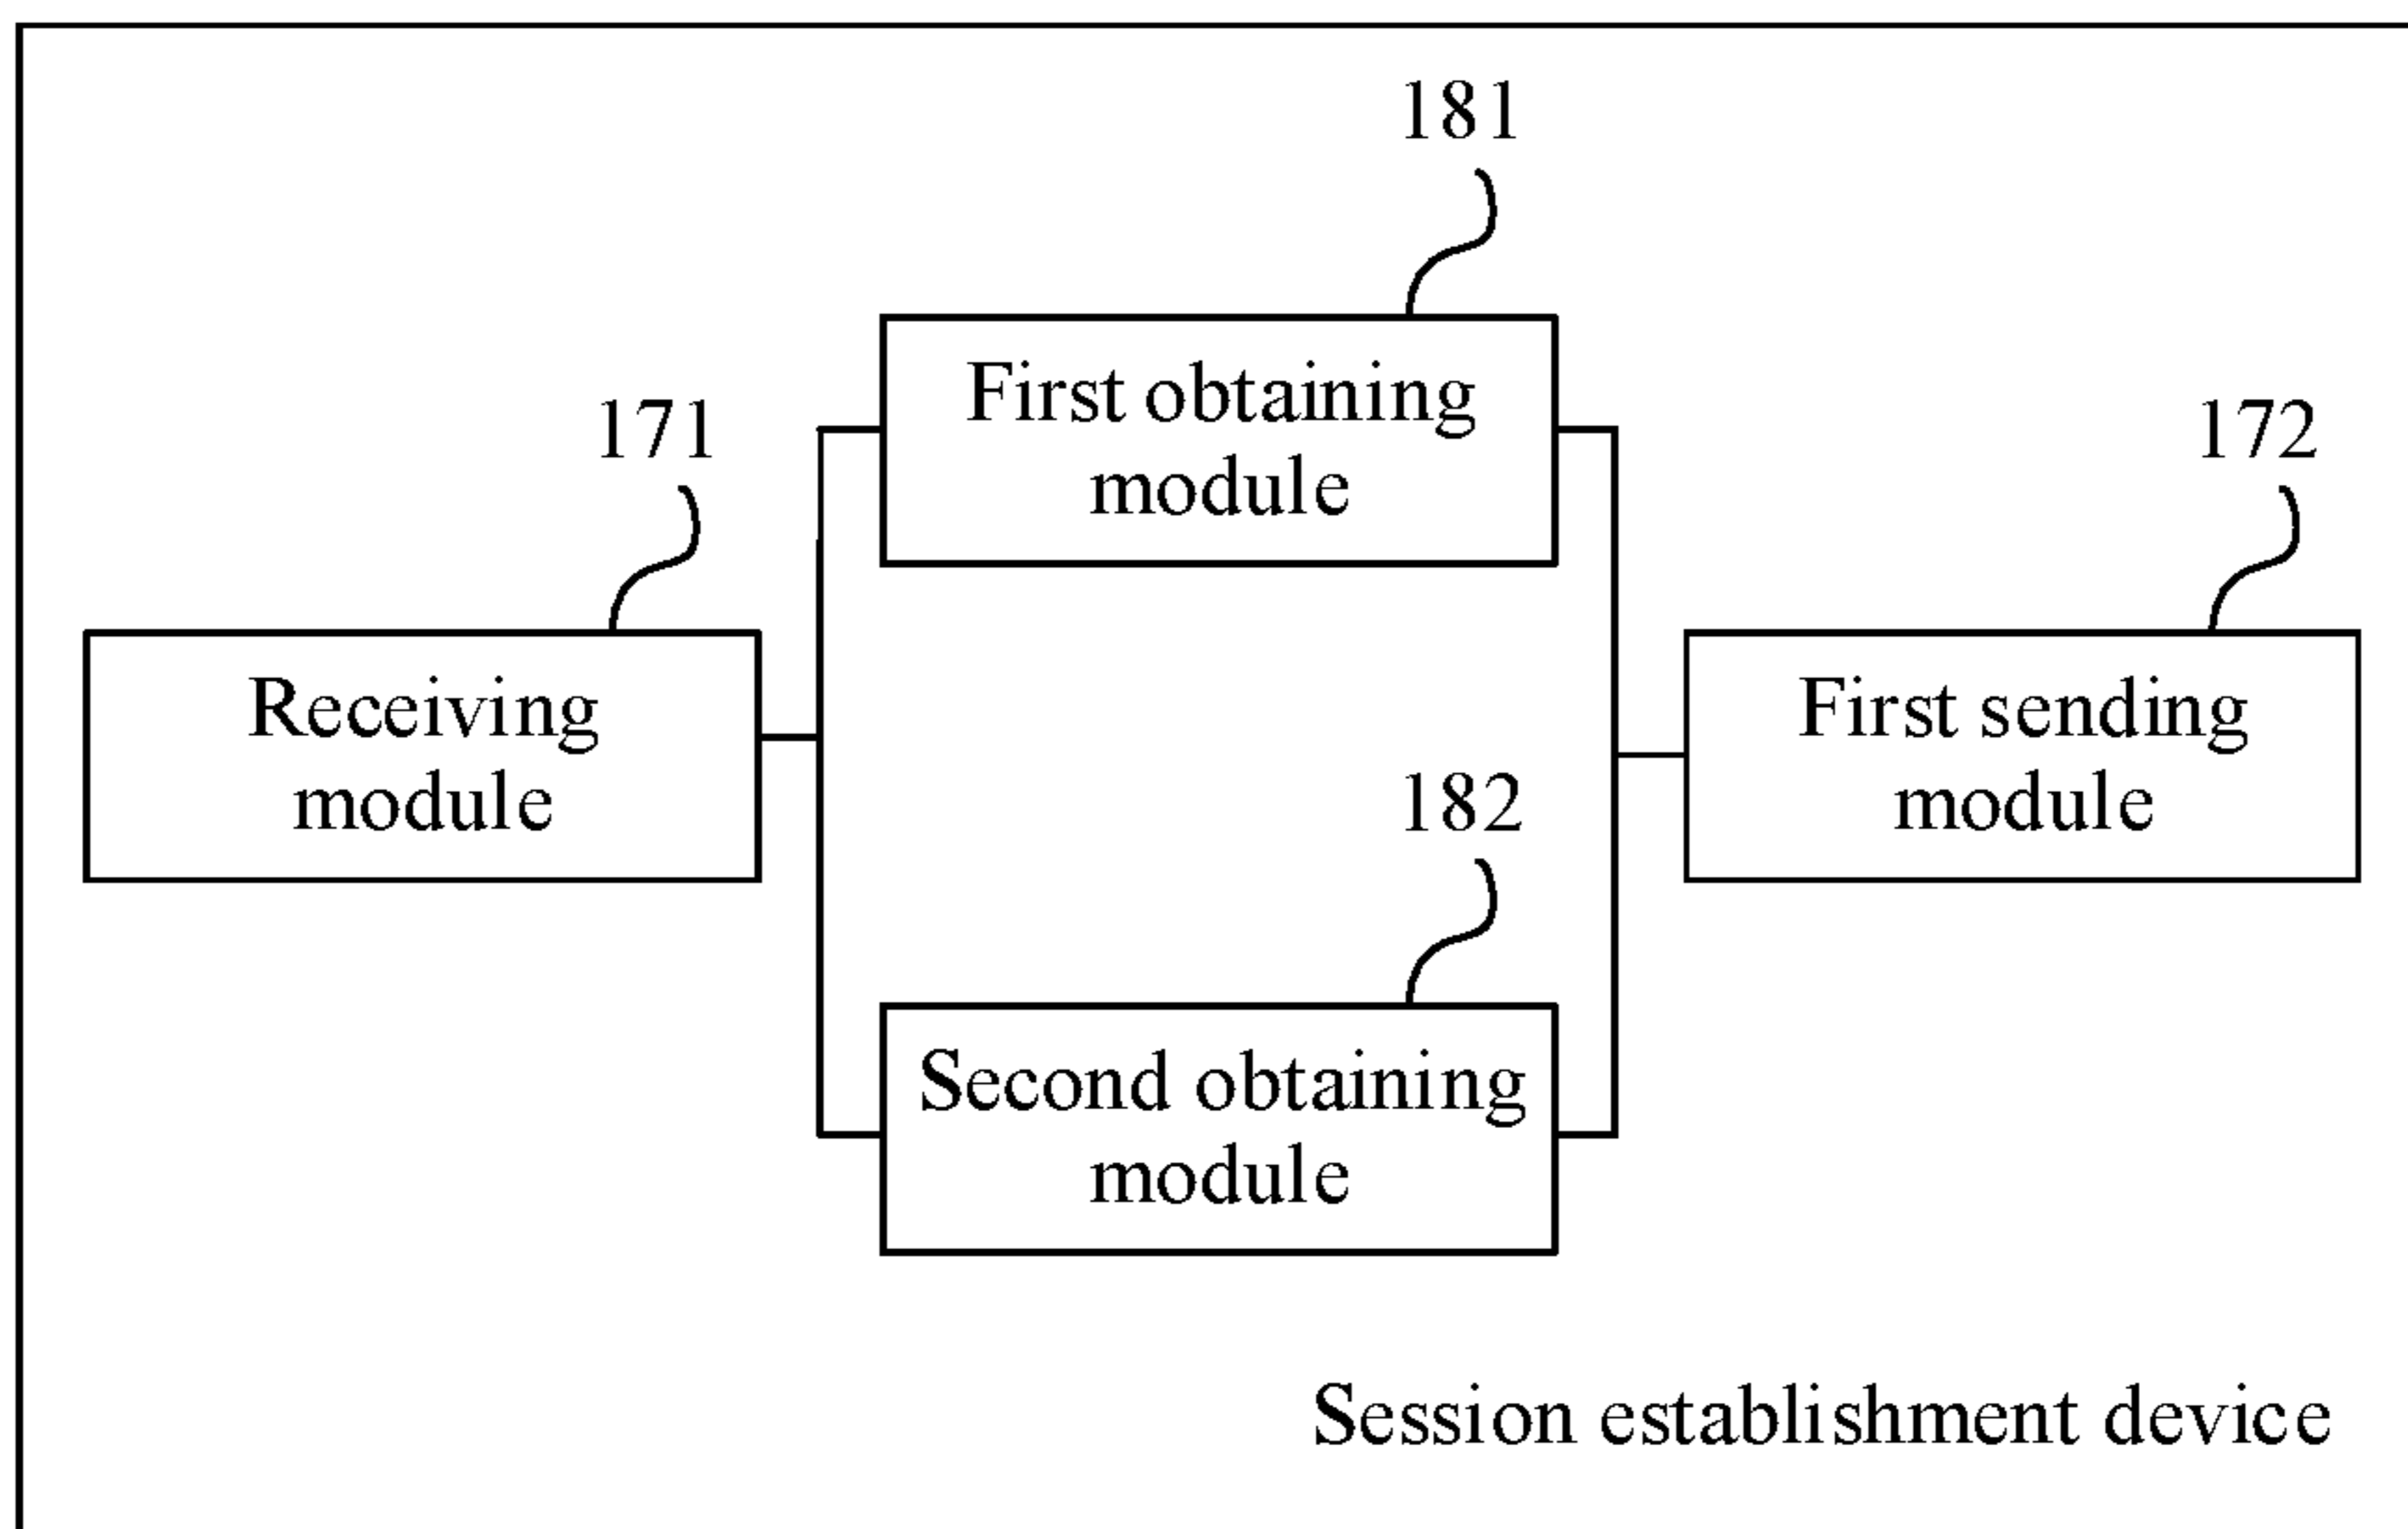 181
First obtaining
module
171
172
Receiving
module
First sending
module
182
Second obtaining
module
Session establishment device